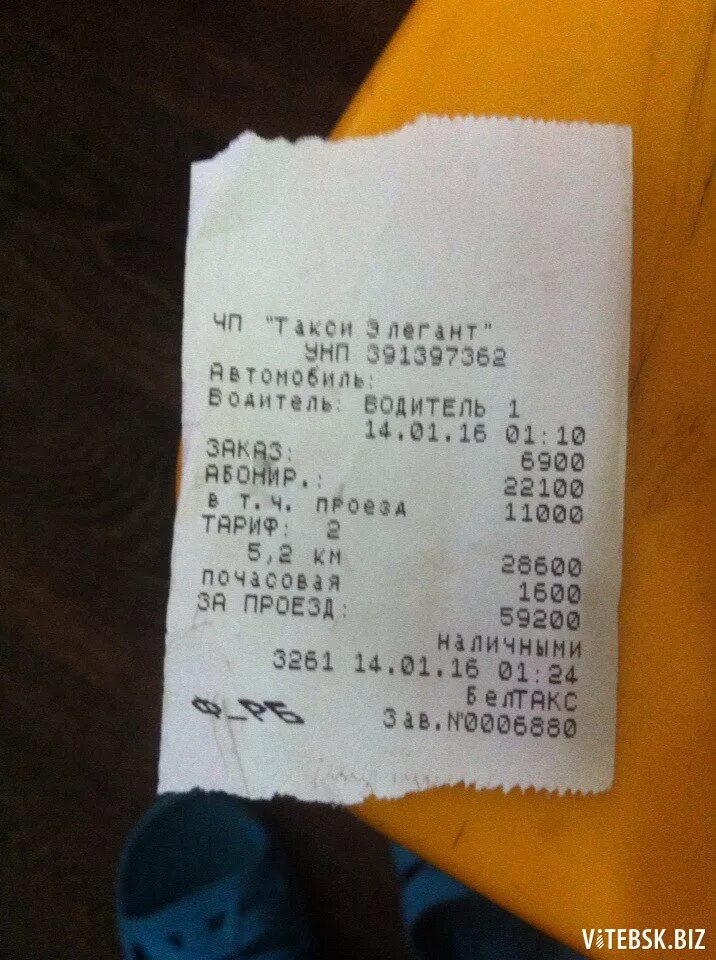 ЧП "Такси Элегант"
УНП 391397362
Автомобиль:
Водитель: ВОДИТЕЛЬ 1
14.01.16 01:10
ЗАКАЗ: 6900
АБОНИР.: 22100
в т.ч. проезд 11000
ТАРИФ: 2
5,2 км 28600
почасовая 1600
ЗА ПРОЕЗД: 59200
наличными
3261 14.01.16 01:24
БелТАКС
Ф_РБ Зав.№0006880
ViTEBSK.BIZ